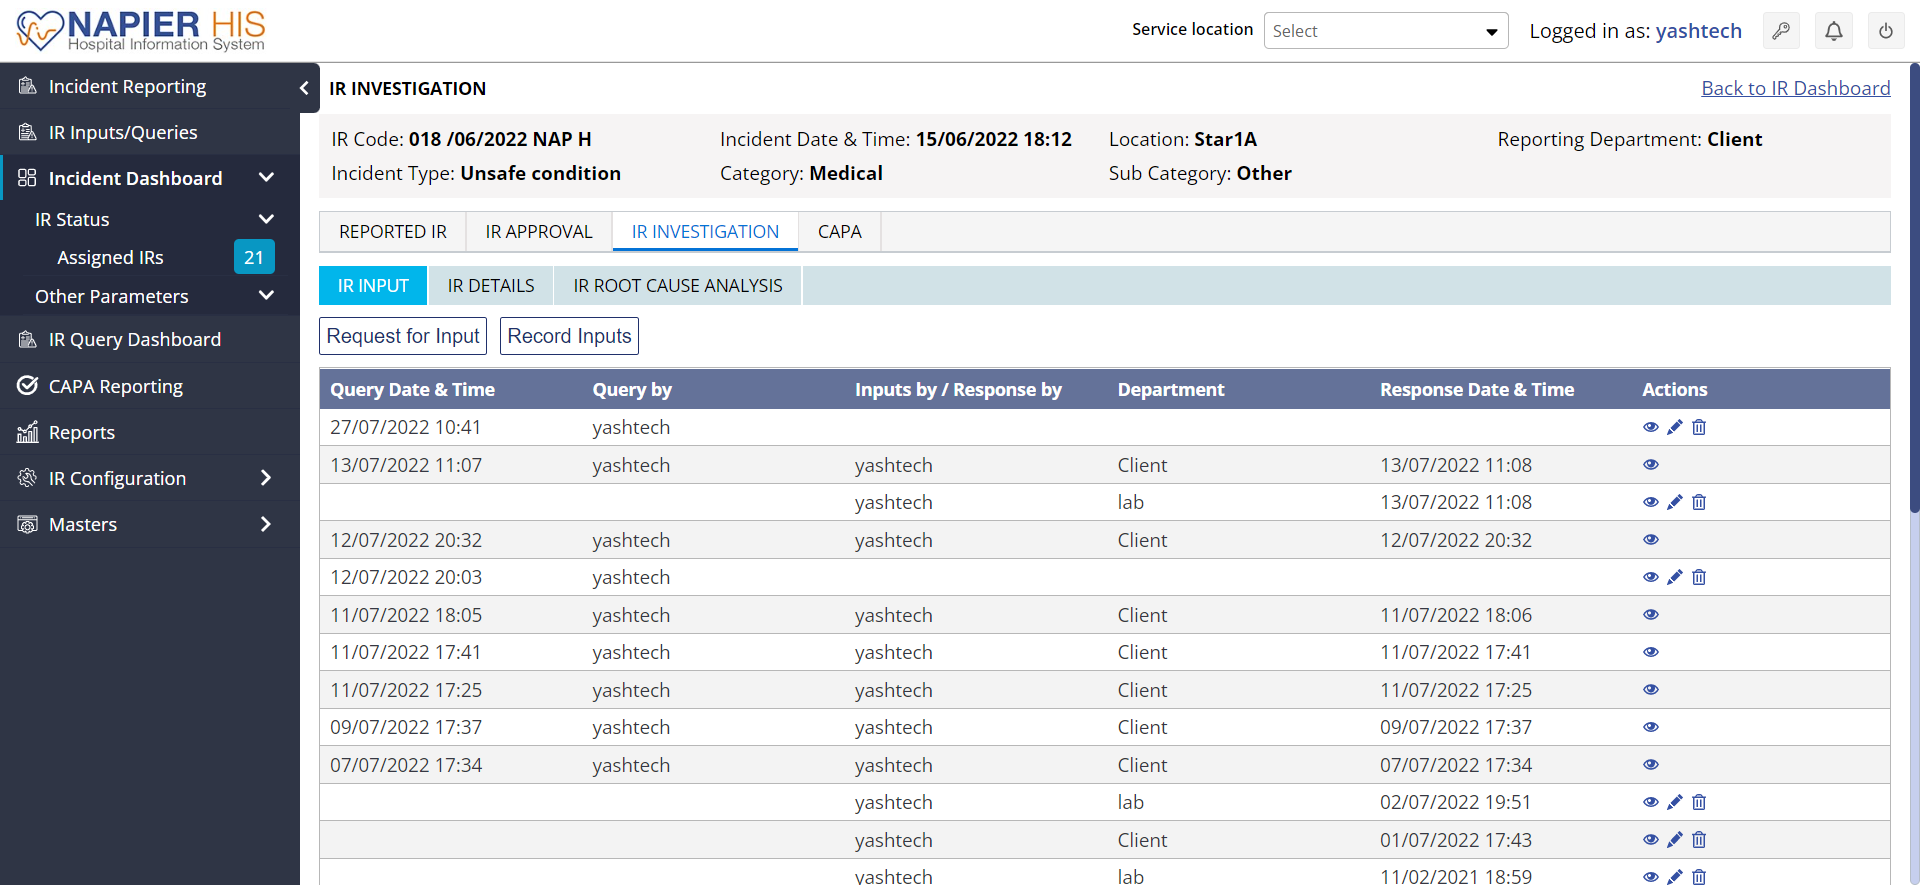 NAPIER HIS
Hospital Information System
Service location
Select
Logged in as: yashtech
Incident Reporting
IR Inputs/Queries
Incident Dashboard
IR Status
Assigned IRs 21
Other Parameters
IR Query Dashboard
CAPA Reporting
Reports
IR Configuration
Masters
IR INVESTIGATION
Back to IR Dashboard
IR Code: 018 /06/2022 NAP H Incident Date & Time: 15/06/2022 18:12 Location: Star1A Reporting Department: Client
Incident Type: Unsafe condition Category: Medical Sub Category: Other
REPORTED IR IR APPROVAL IR INVESTIGATION CAPA
IR INPUT IR DETAILS IR ROOT CAUSE ANALYSIS
Request for Input Record Inputs
Query Date & Time Query by Inputs by / Response by Department Response Date & Time Actions
27/07/2022 10:41 yashtech
13/07/2022 11:07 yashtech yashtech Client 13/07/2022 11:08
yashtech lab 13/07/2022 11:08
12/07/2022 20:32 yashtech yashtech Client 12/07/2022 20:32
12/07/2022 20:03 yashtech
11/07/2022 18:05 yashtech yashtech Client 11/07/2022 18:06
11/07/2022 17:41 yashtech yashtech Client 11/07/2022 17:41
11/07/2022 17:25 yashtech yashtech Client 11/07/2022 17:25
09/07/2022 17:37 yashtech yashtech Client 09/07/2022 17:37
07/07/2022 17:34 yashtech yashtech Client 07/07/2022 17:34
yashtech lab 02/07/2022 19:51
yashtech Client 01/07/2022 17:43
yashtech lab 11/02/2021 18:59